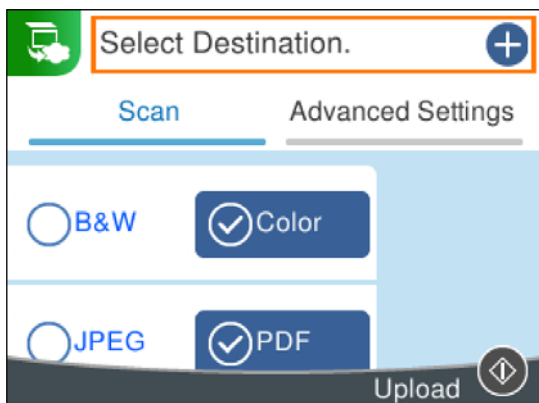 Select Destination.
Scan Advanced Settings
B&W Color
JPEG PDF
Upload